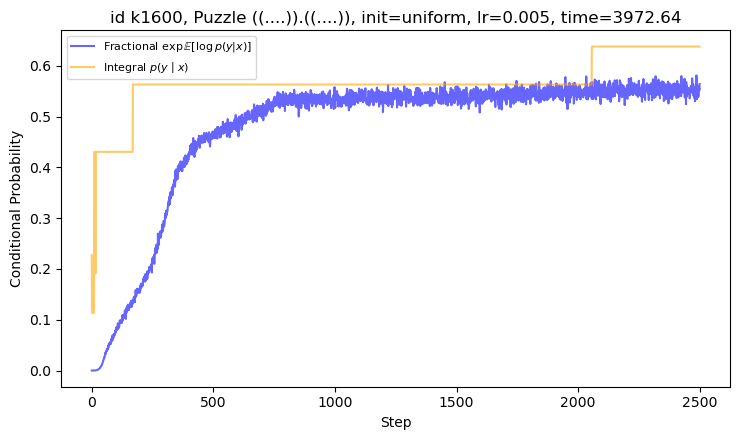 id k1600, Puzzle ((....)).((....)), init=uniform, lr=0.005, time=3972.64
Fractional exp 𝔼[log p(y|x)]
Integral p(y | x)
Conditional Probability
0.6
0.5
0.4
0.3
0.2
0.1
0.0
0 500 1000 1500 2000 2500
Step